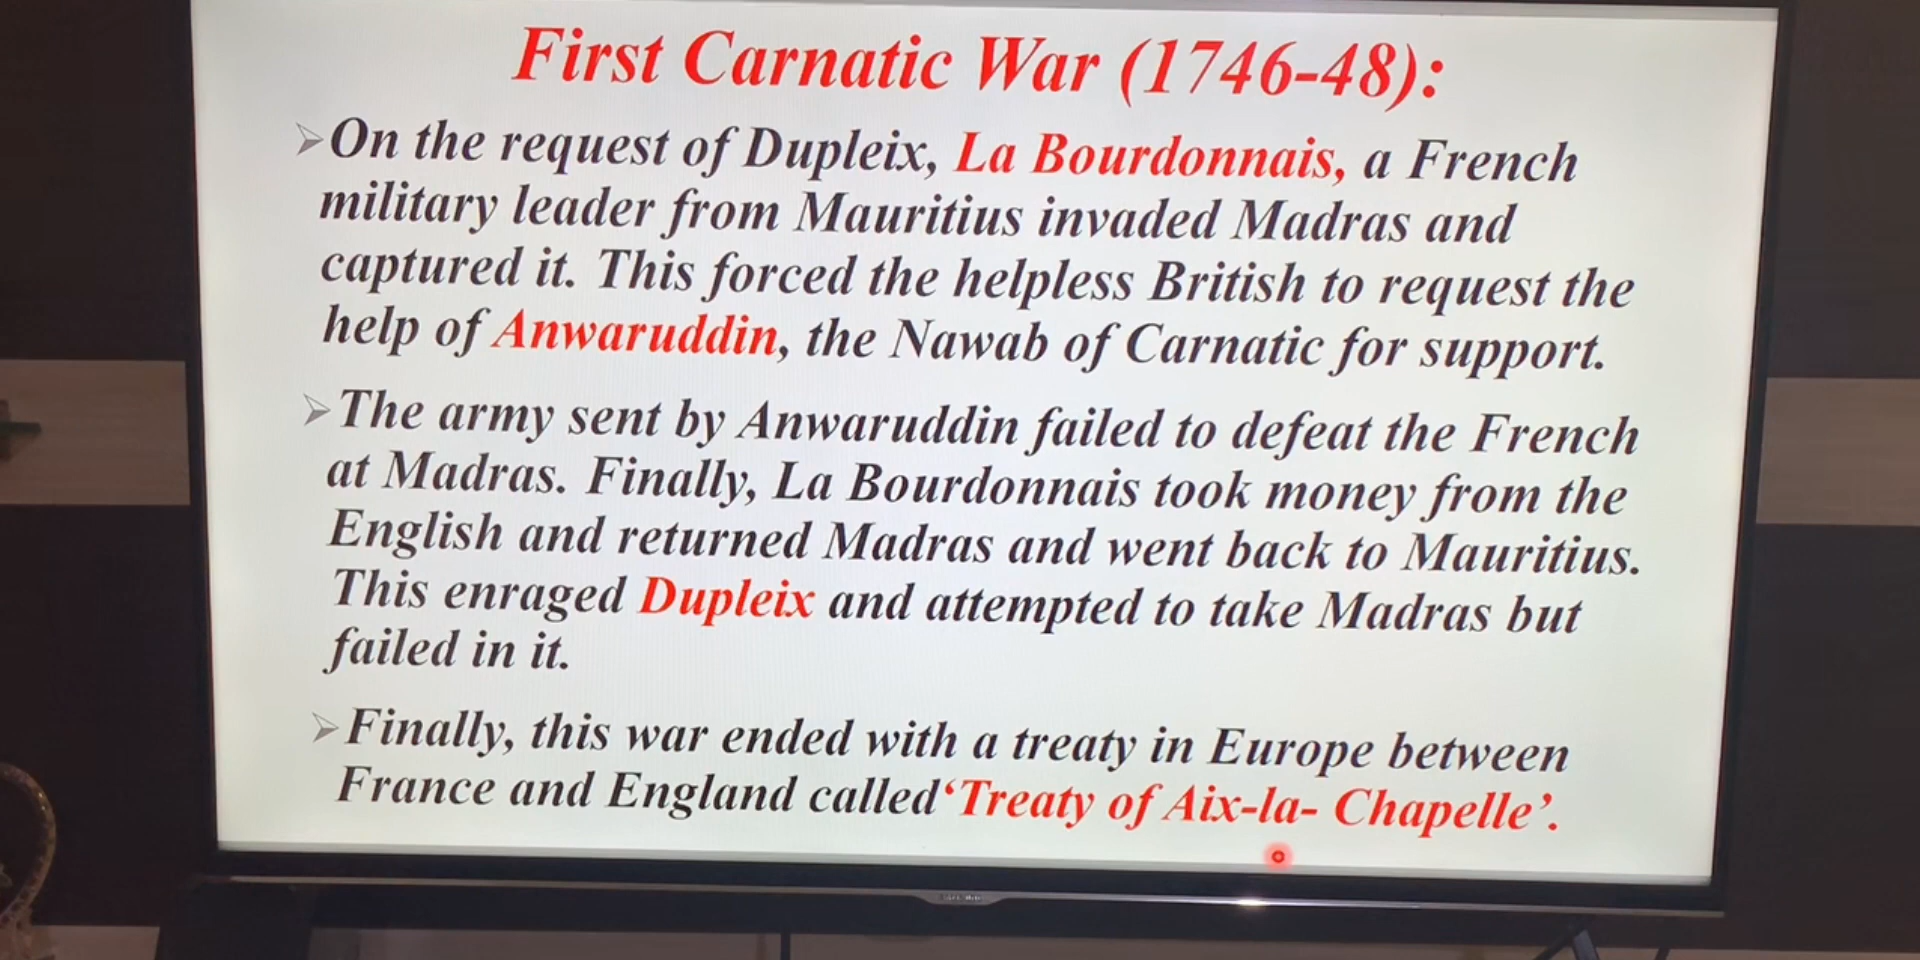 First Carnatic War (1746-48):
➢On the request of Dupleix, La Bourdonnais, a French
military leader from Mauritius invaded Madras and
captured it. This forced the helpless British to request the
help of Anwaruddin, the Nawab of Carnatic for support.
➢The army sent by Anwaruddin failed to defeat the French
at Madras. Finally, La Bourdonnais took money from the
English and returned Madras and went back to Mauritius.
This enraged Dupleix and attempted to take Madras but
failed in it.
➢Finally, this war ended with a treaty in Europe between
France and England called‘Treaty of Aix-la- Chapelle’.